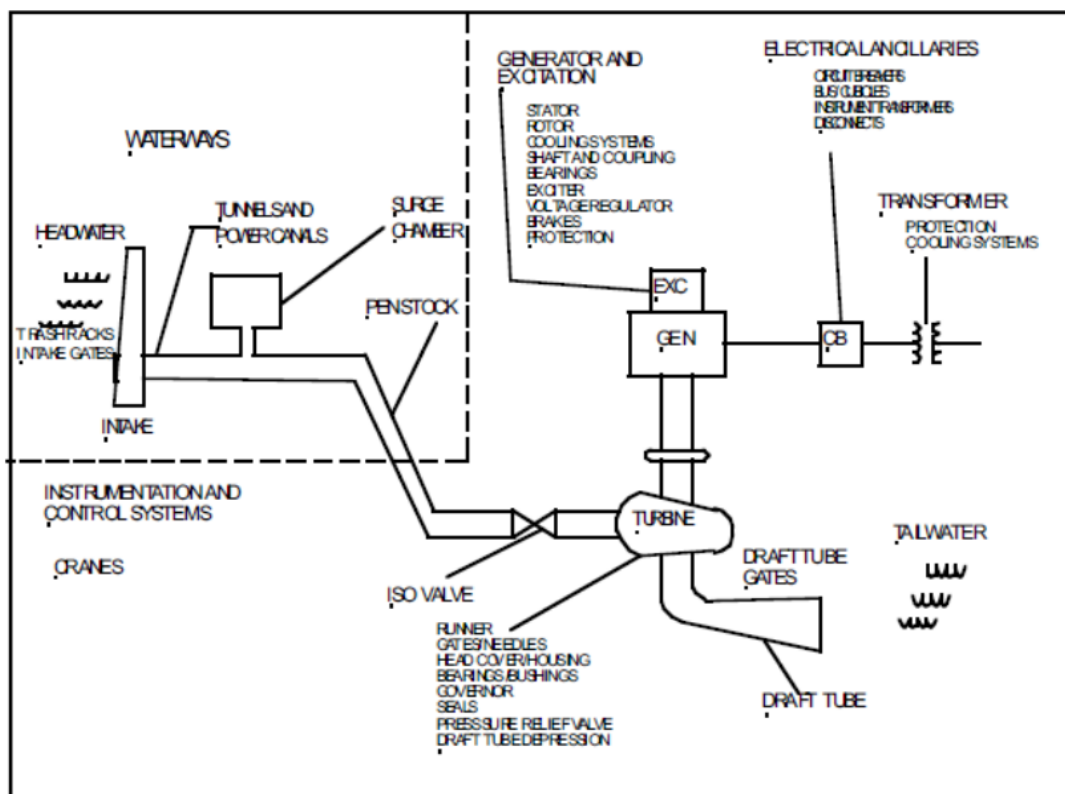 WATERWAYS
HEADWATER
TUNNELS AND
POWER CANALS
SURGE
CHAMBER
TRASHRACKS
INTAKE GATES
INTAKE
PENSTOCK
GENERATOR AND
EXCITATION
STATOR
ROTOR
COOLING SYSTEMS
SHAFT AND COUPLING
BEARINGS
EXCITER
VOLTAGE REGULATOR
BRAKES
PROTECTION
ELECTRICAL ANCILLARIES
CIRCUIT BREAKERS
BUS/CUBICLES
INSTRUMENT TRANSFORMERS
DISCONNECTS
TRANSFORMER
PROTECTION
COOLING SYSTEMS
EXC
GEN
CB
INSTRUMENTATION AND
CONTROL SYSTEMS
CRANES
ISO VALVE
TURBINE
RUNNER
GATES/NEEDLES
HEAD COVER/HOUSING
BEARINGS/BUSHINGS
GOVERNOR
SEALS
PRESSSURE RELIEF VALVE
DRAFT TUBE DEPRESSION
DRAFT TUBE
GATES
TAILWATER
DRAFT TUBE